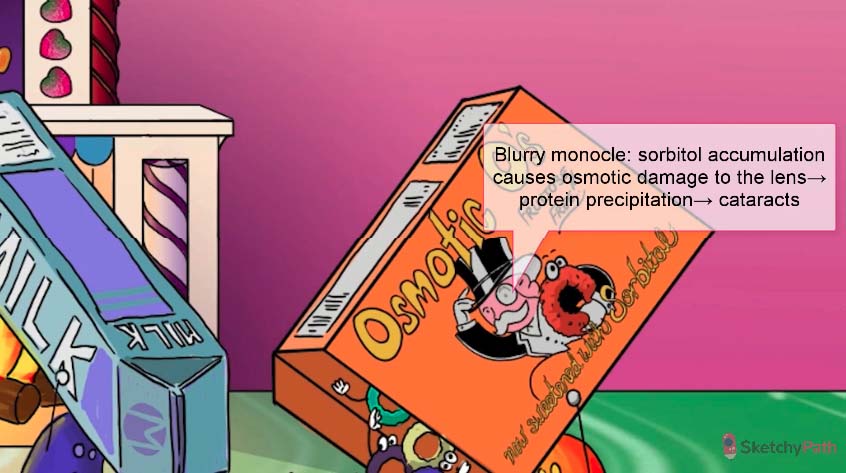 Blurry monocle: sorbitol accumulation
causes osmotic damage to the lens→
protein precipitation→ cataracts
Osmotic O's
MILK
MILK
Now sweetened with Sorbitol
SketchyPath